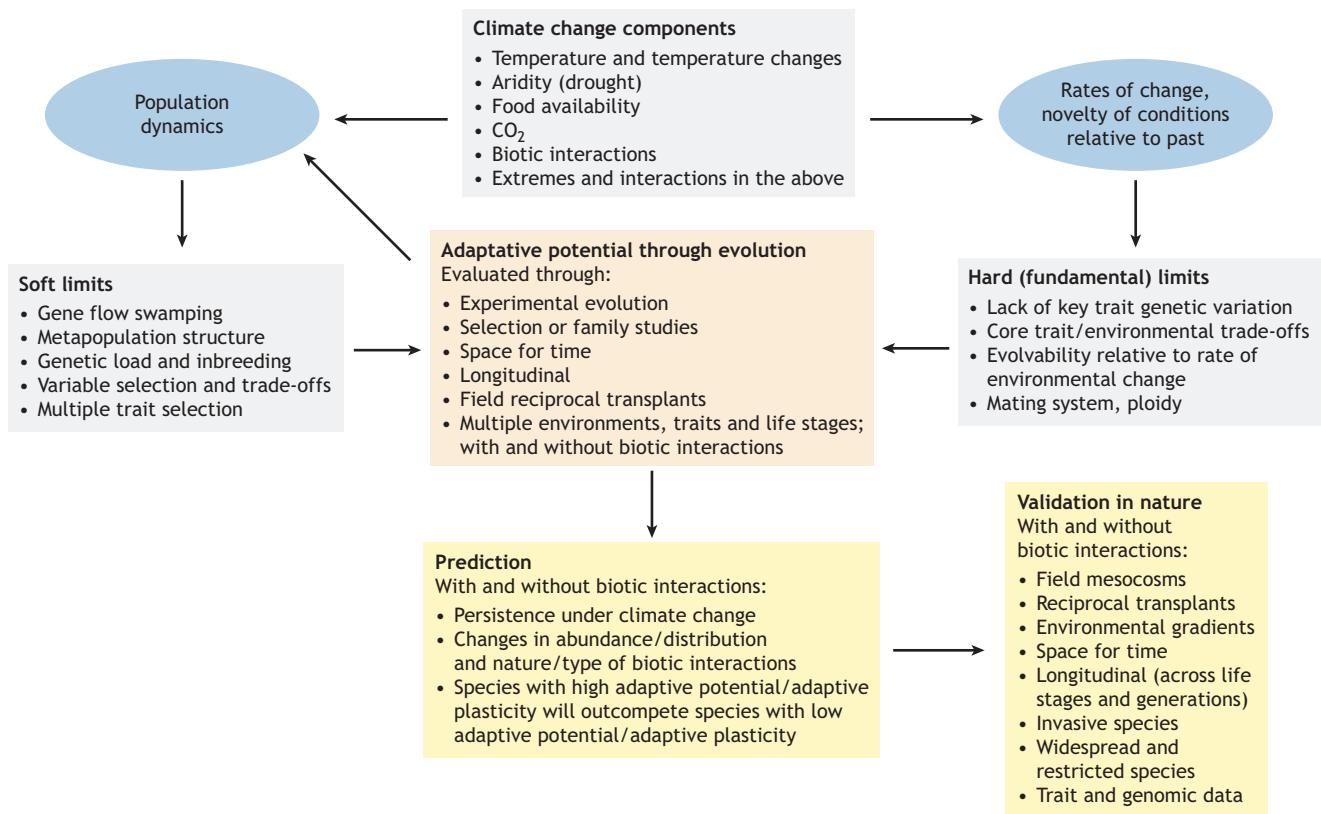 Climate change components
• Temperature and temperature changes
• Aridity (drought)
• Food availability
• CO₂
• Biotic interactions
• Extremes and interactions in the above
Population
dynamics
Rates of change,
novelty of conditions
relative to past
Soft limits
• Gene flow swamping
• Metapopulation structure
• Genetic load and inbreeding
• Variable selection and trade-offs
• Multiple trait selection
Adaptative potential through evolution
Evaluated through:
• Experimental evolution
• Selection or family studies
• Space for time
• Longitudinal
• Field reciprocal transplants
• Multiple environments, traits and life stages;
with and without biotic interactions
Hard (fundamental) limits
• Lack of key trait genetic variation
• Core trait/environmental trade-offs
• Evolvability relative to rate of
environmental change
• Mating system, ploidy
Prediction
With and without biotic interactions:
• Persistence under climate change
• Changes in abundance/distribution
and nature/type of biotic interactions
• Species with high adaptive potential/adaptive
plasticity will outcompete species with low
adaptive potential/adaptive plasticity
Validation in nature
With and without
biotic interactions:
• Field mesocosms
• Reciprocal transplants
• Environmental gradients
• Space for time
• Longitudinal (across life
stages and generations)
• Invasive species
• Widespread and
restricted species
• Trait and genomic data